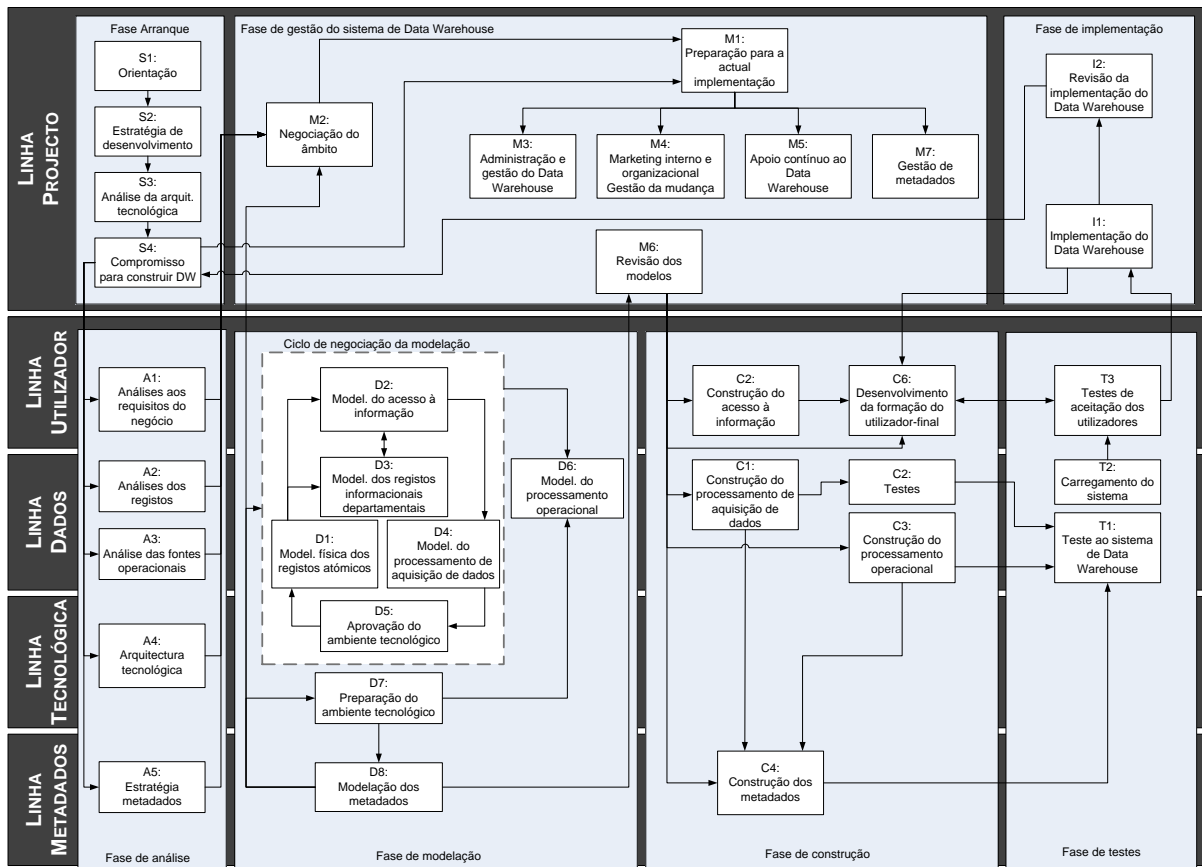 LINHA
PROJECTO
Fase Arranque
S1:
Orientação
S2:
Estratégia de
desenvolvimento
S3:
Análise da arquit.
tecnológica
S4:
Compromisso
para construir DW
Fase de gestão do sistema de Data Warehouse
M1:
Preparação para a
actual
implementação
M2:
Negociação do
âmbito
M3:
Administração e
gestão do Data
Warehouse
M4:
Marketing interno e
organizacional
Gestão da mudança
M5:
Apoio contínuo ao
Data
Warehouse
M7:
Gestão de
metadados
M6:
Revisão dos
modelos
Fase de implementação
I2:
Revisão da
implementação do
Data Warehouse
I1:
Implementação do
Data Warehouse
LINHA
UTILIZADOR
LINHA
DADOS
LINHA
TECNOLÓGICA
LINHA
METADADOS
A1:
Análises aos
requisitos do
negócio
A2:
Análises dos
registos
A3:
Análise das fontes
operacionais
A4:
Arquitectura
tecnológica
A5:
Estratégia
metadados
Fase de análise
Ciclo de negociação da modelação
D2:
Model. do acesso à
informação
D3:
Model. dos registos
informacionais
departamentais
D1:
Model. física dos
registos atómicos
D4:
Model. do
processamento
de aquisição de dados
D5:
Aprovação do
ambiente tecnológico
D6:
Model. do
processamento
operacional
D7:
Preparação do
ambiente tecnológico
D8:
Modelação dos
metadados
Fase de modelação
C2:
Construção do
acesso à
informação
C6:
Desenvolvimento
da formação do
utilizador-final
C1:
Construção do
processamento de
aquisição de
dados
C2:
Testes
C3:
Construção do
processamento
operacional
C4:
Construção dos
metadados
Fase de construção
T3
Testes de
aceitação dos
utilizadores
T2:
Carregamento do
sistema
T1:
Teste ao sistema
de Data
Warehouse
Fase de testes